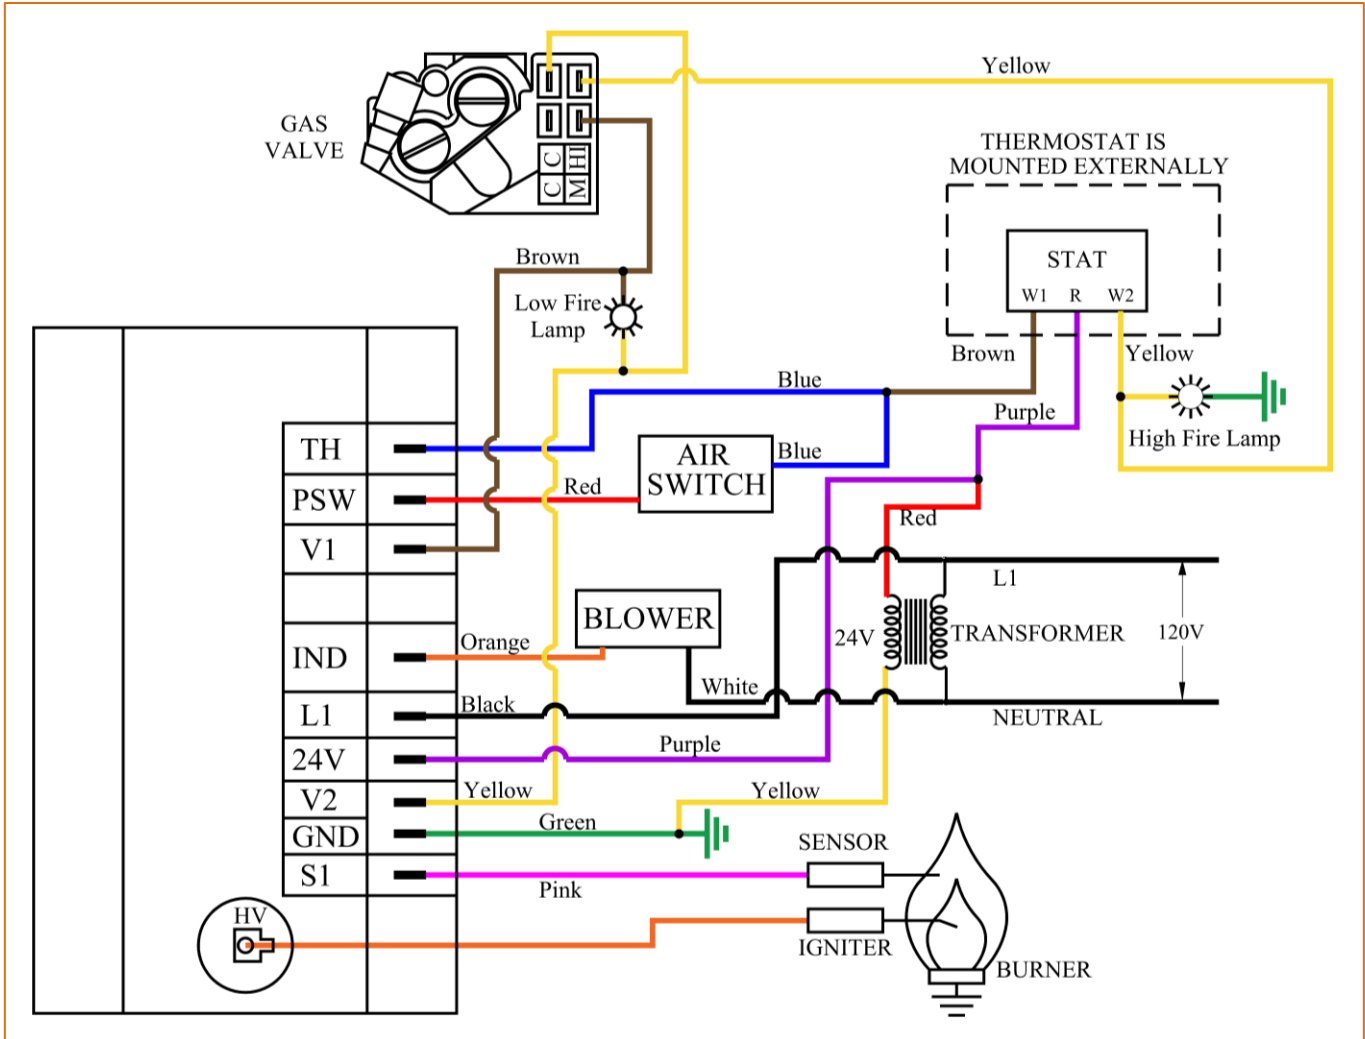 Yellow
GAS
VALVE
C C
HI
C
M
THERMOSTAT IS
MOUNTED EXTERNALLY
STAT
W1 R W2
Brown
Low Fire
Lamp
Brown
Yellow
Blue
Purple
High Fire Lamp
TH
AIR
SWITCH
Blue
PSW
Red
Red
V1
L1
BLOWER
24V
TRANSFORMER
120V
IND
Orange
White
L1
Black
NEUTRAL
24V
Purple
V2
Yellow
Yellow
GND
Green
SENSOR
S1
Pink
HV
IGNITER
BURNER